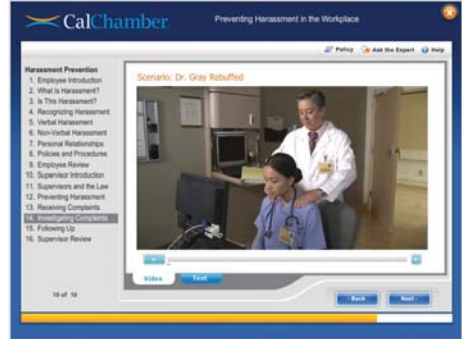 CalChamber
Preventing Harassment in the Workplace
Policy Ask the Expert Help
Harassment Prevention
1. Employee Introduction
2. What Is Harassment?
3. Is This Harassment?
4. Recognizing Harassment
5. Verbal Harassment
6. Non-Verbal Harassment
7. Personal Relationships
8. Policies and Procedures
9. Employee Review
10. Supervisor Introduction
11. Supervisors and the Law
12. Preventing Harassment
13. Receiving Complaints
14. Investigating Complaints
15. Following Up
16. Supervisor Review
Scenario: Dr. Gray Rebuffed
Video Text
Back Next